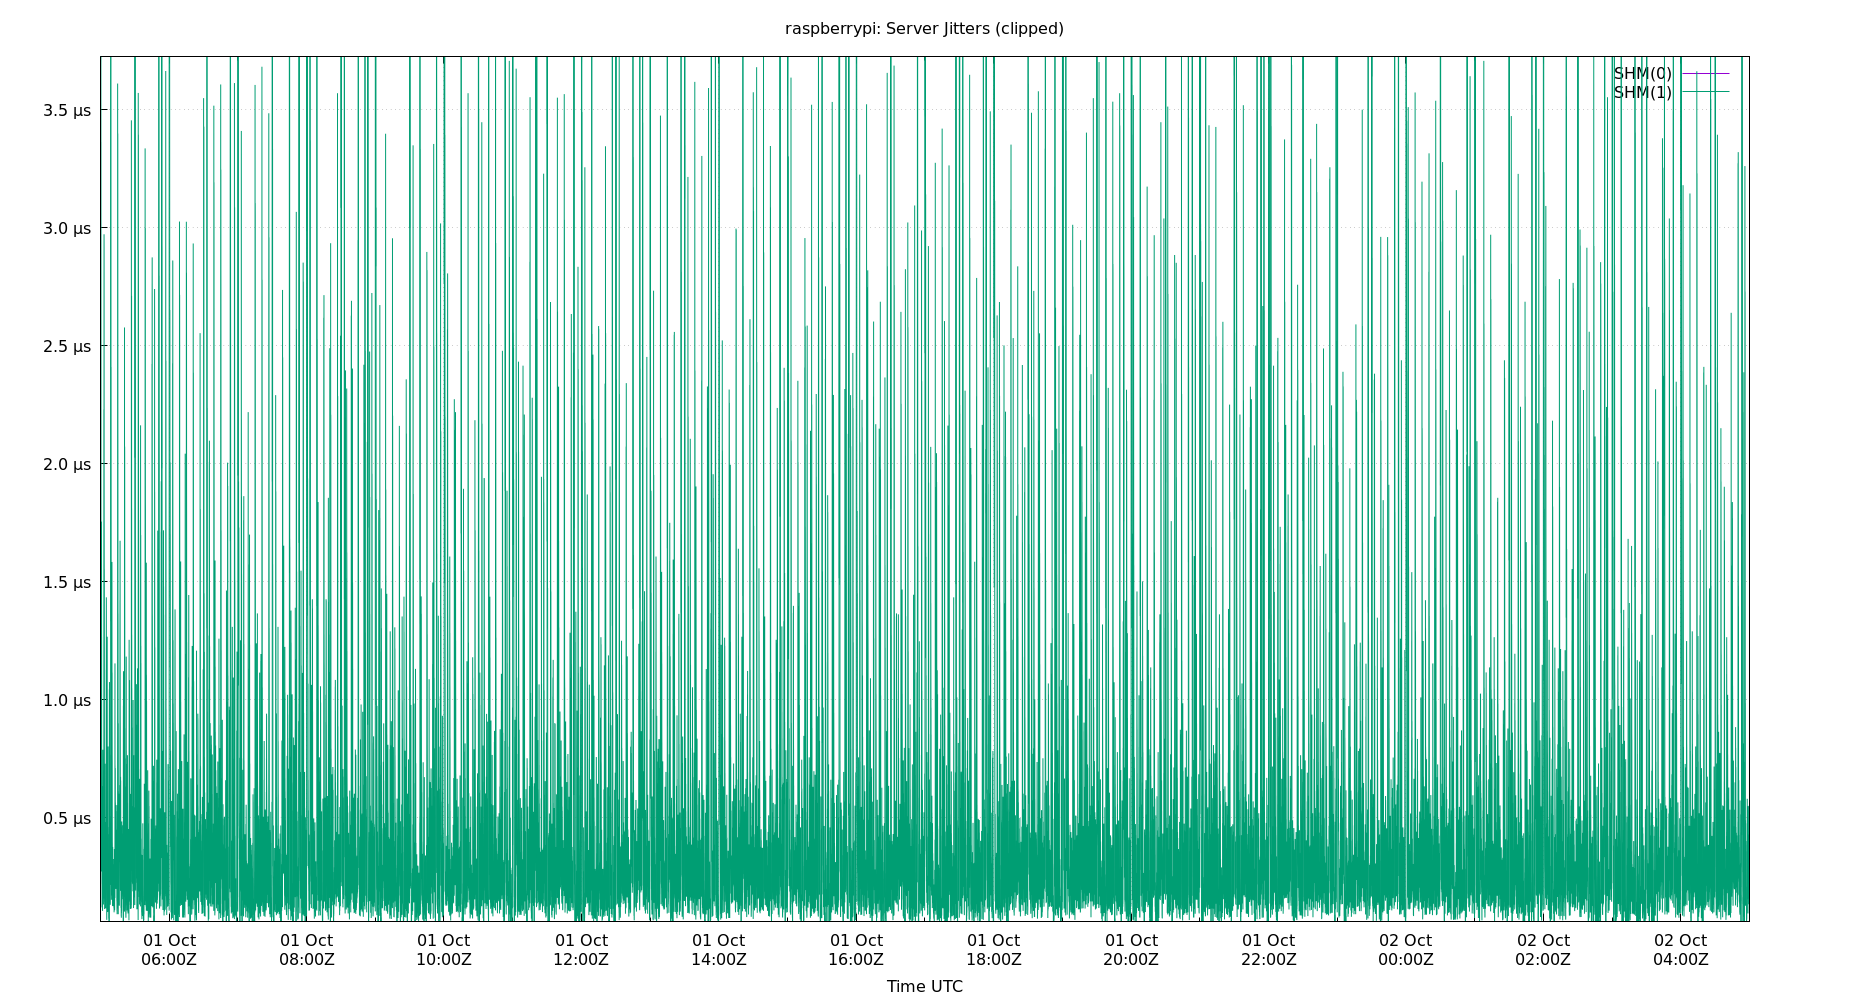 raspberrypi: Server Jitters (clipped)
SHM(0)
SHM(1)
3.5 µs
3.0 µs
2.5 µs
2.0 µs
1.5 µs
1.0 µs
0.5 µs
01 Oct 01 Oct 01 Oct 01 Oct 01 Oct 01 Oct 01 Oct 01 Oct 01 Oct 02 Oct 02 Oct 02 Oct
06:00Z 08:00Z 10:00Z 12:00Z 14:00Z 16:00Z 18:00Z 20:00Z 22:00Z 00:00Z 02:00Z 04:00Z
Time UTC